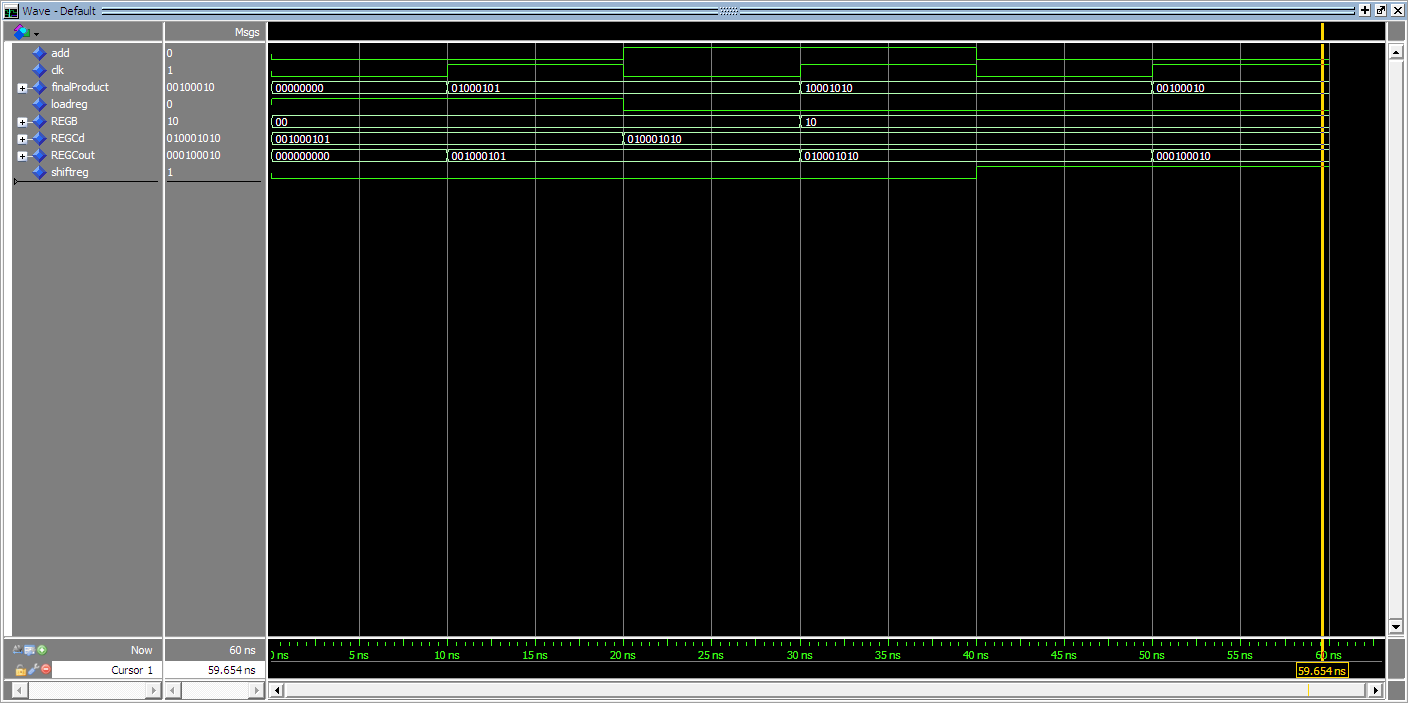 Wave - Default
Msgs
add 0
clk 1
finalProduct 00100010 00000000 01000101 10001010 00100010
loadreg 0
REGB 10 00 10
REGCd 010001010 001000101 010001010
REGCout 000100010 000000000 001000101 010001010 000100010
shiftreg 1
Now 60 ns 0 ns 5 ns 10 ns 15 ns 20 ns 25 ns 30 ns 35 ns 40 ns 45 ns 50 ns 55 ns 60 ns
Cursor 1 59.654 ns 59.654 ns